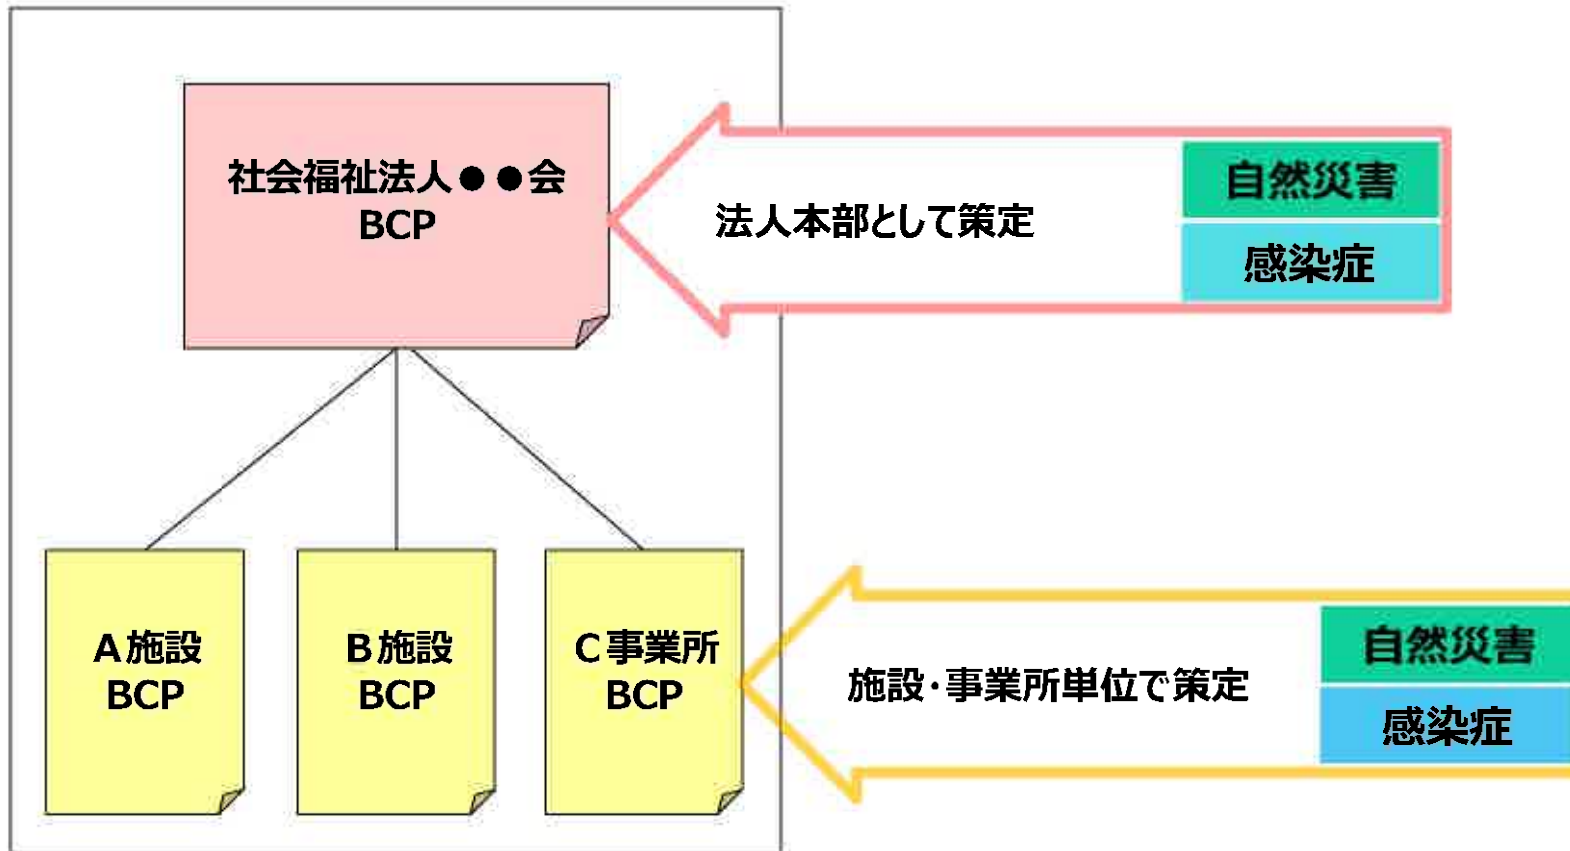 社会福祉法人●●会
BCP
法人本部として策定
自然災害
感染症
A施設
BCP
B施設
BCP
C事業所
BCP
施設・事業所単位で策定
自然災害
感染症